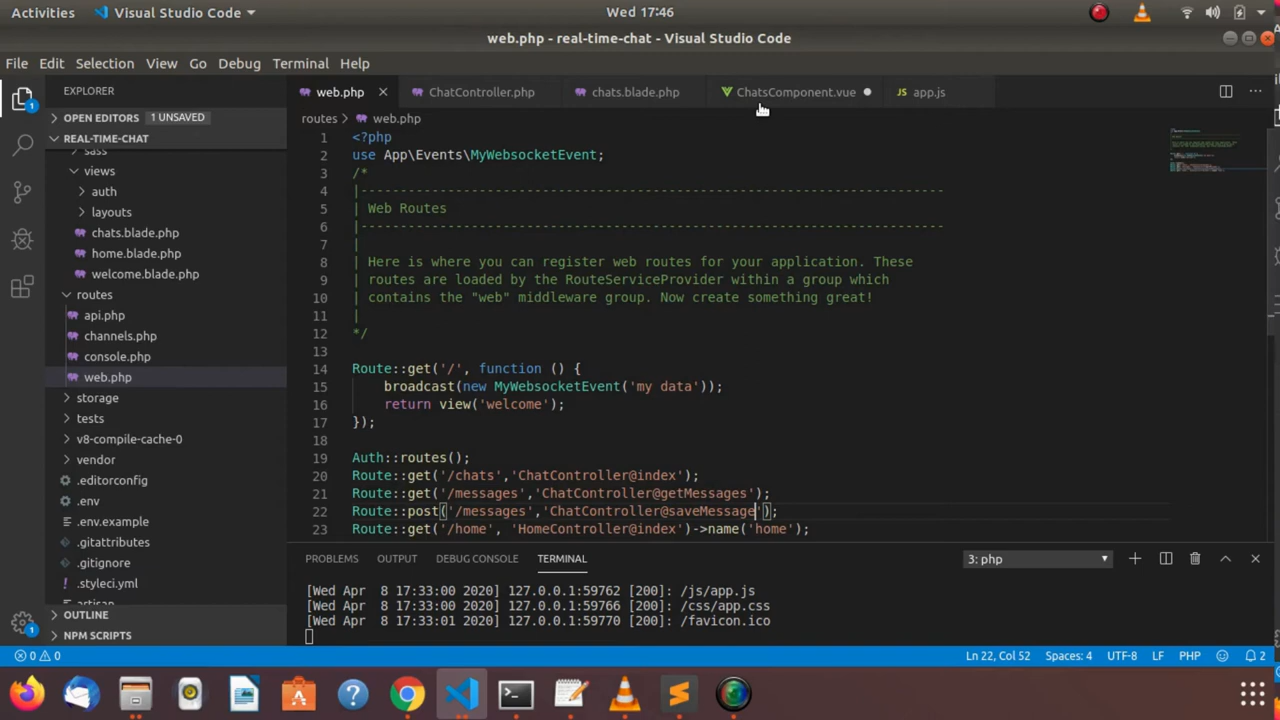 Activities Visual Studio Code Wed 17:46
web.php - real-time-chat - Visual Studio Code
File Edit Selection View Go Debug Terminal Help
EXPLORER
OPEN EDITORS 1 UNSAVED
REAL-TIME-CHAT
sass
views
auth
layouts
chats.blade.php
home.blade.php
welcome.blade.php
routes
api.php
channels.php
console.php
web.php
storage
tests
v8-compile-cache-0
vendor
.editorconfig
.env
.env.example
.gitattributes
.gitignore
.styleci.yml
artisan
OUTLINE
NPM SCRIPTS
web.php ChatController.php chats.blade.php ChatsComponent.vue JS app.js
routes > web.php
1 <?php
2 use App\Events\MyWebsocketEvent;
3 /*
4 |--------------------------------------------------------------------------
5 | Web Routes
6 |--------------------------------------------------------------------------
7 |
8 | Here is where you can register web routes for your application. These
9 | routes are loaded by the RouteServiceProvider within a group which
10 | contains the "web" middleware group. Now create something great!
11 |
12 */
13
14 Route::get('/', function () {
15 broadcast(new MyWebsocketEvent('my data'));
16 return view('welcome');
17 });
18
19 Auth::routes();
20 Route::get('/chats','ChatController@index');
21 Route::get('/messages','ChatController@getMessages');
22 Route::post('/messages','ChatController@saveMessage');
23 Route::get('/home', 'HomeController@index')->name('home');
PROBLEMS OUTPUT DEBUG CONSOLE TERMINAL 3: php
[Wed Apr  8 17:33:00 2020] 127.0.0.1:59762 [200]: /js/app.js
[Wed Apr  8 17:33:00 2020] 127.0.0.1:59766 [200]: /css/app.css
[Wed Apr  8 17:33:01 2020] 127.0.0.1:59770 [200]: /favicon.ico
0 0 Ln 22, Col 52 Spaces: 4 UTF-8 LF PHP 2